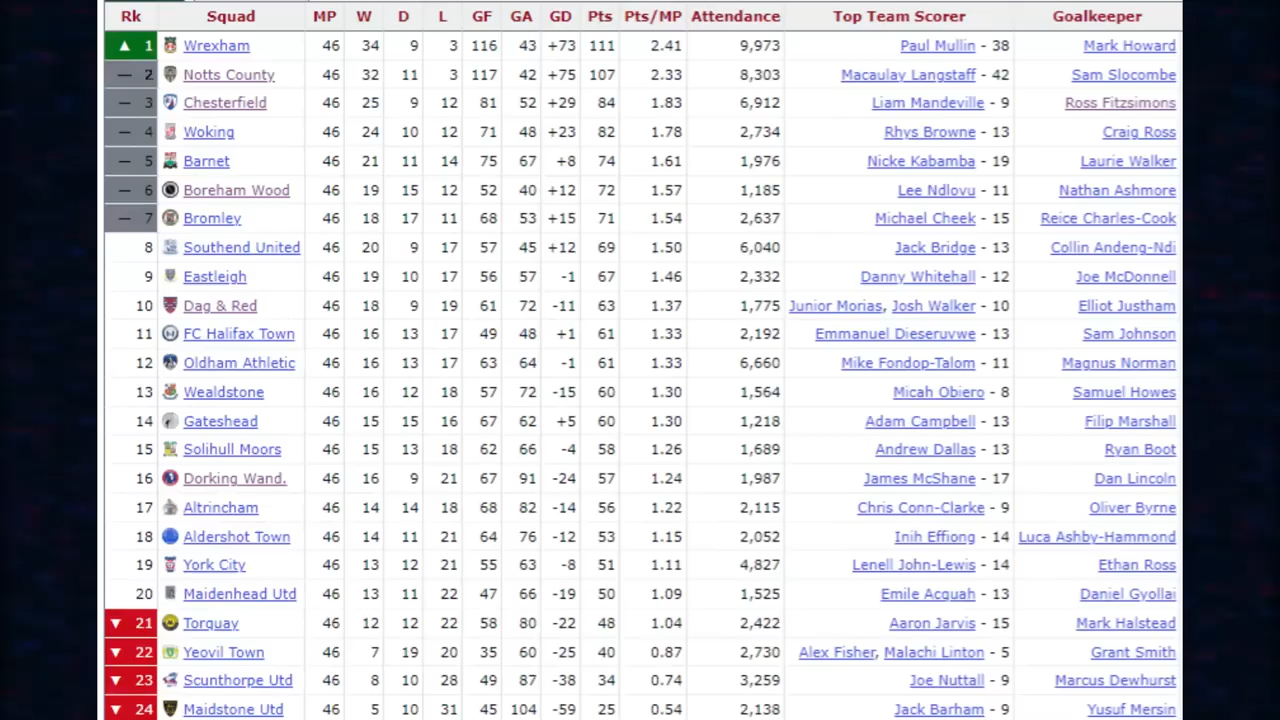 Rk Squad MP W D L GF GA GD Pts Pts/MP Attendance Top Team Scorer Goalkeeper
▲ 1 Wrexham 46 34 9 3 116 43 +73 111 2.41 9,973 Paul Mullin - 38 Mark Howard
— 2 Notts County 46 32 11 3 117 42 +75 107 2.33 8,303 Macaulay Langstaff - 42 Sam Slocombe
— 3 Chesterfield 46 25 9 12 81 52 +29 84 1.83 6,912 Liam Mandeville - 9 Ross Fitzsimons
— 4 Woking 46 24 10 12 71 48 +23 82 1.78 2,734 Rhys Browne - 13 Craig Ross
— 5 Barnet 46 21 11 14 75 67 +8 74 1.61 1,976 Nicke Kabamba - 19 Laurie Walker
— 6 Boreham Wood 46 19 15 12 52 40 +12 72 1.57 1,185 Lee Ndlovu - 11 Nathan Ashmore
— 7 Bromley 46 18 17 11 68 53 +15 71 1.54 2,637 Michael Cheek - 15 Reice Charles-Cook
8 Southend United 46 20 9 17 57 45 +12 69 1.50 6,040 Jack Bridge - 13 Collin Andeng-Ndi
9 Eastleigh 46 19 10 17 56 57 -1 67 1.46 2,332 Danny Whitehall - 12 Joe McDonnell
10 Dag & Red 46 18 9 19 61 72 -11 63 1.37 1,775 Junior Morias, Josh Walker - 10 Elliot Justham
11 FC Halifax Town 46 16 13 17 49 48 +1 61 1.33 2,192 Emmanuel Dieseruvwe - 13 Sam Johnson
12 Oldham Athletic 46 16 13 17 63 64 -1 61 1.33 6,660 Mike Fondop-Talom - 11 Magnus Norman
13 Wealdstone 46 16 12 18 57 72 -15 60 1.30 1,564 Micah Obiero - 8 Samuel Howes
14 Gateshead 46 15 15 16 67 62 +5 60 1.30 1,218 Adam Campbell - 13 Filip Marshall
15 Solihull Moors 46 15 13 18 62 66 -4 58 1.26 1,689 Andrew Dallas - 13 Ryan Boot
16 Dorking Wand. 46 16 9 21 67 91 -24 57 1.24 1,987 James McShane - 17 Dan Lincoln
17 Altrincham 46 14 14 18 68 82 -14 56 1.22 2,115 Chris Conn-Clarke - 9 Oliver Byrne
18 Aldershot Town 46 14 11 21 64 76 -12 53 1.15 2,052 Inih Effiong - 14 Luca Ashby-Hammond
19 York City 46 13 12 21 55 63 -8 51 1.11 4,827 Lenell John-Lewis - 14 Ethan Ross
20 Maidenhead Utd 46 13 11 22 47 66 -19 50 1.09 1,525 Emile Acquah - 13 Daniel Gyollai
▼ 21 Torquay 46 12 12 22 58 80 -22 48 1.04 2,422 Aaron Jarvis - 15 Mark Halstead
▼ 22 Yeovil Town 46 7 19 20 35 60 -25 40 0.87 2,730 Alex Fisher, Malachi Linton - 5 Grant Smith
▼ 23 Scunthorpe Utd 46 8 10 28 49 87 -38 34 0.74 3,259 Joe Nuttall - 9 Marcus Dewhurst
▼ 24 Maidstone Utd 46 5 10 31 45 104 -59 25 0.54 2,138 Jack Barham - 9 Yusuf Mersin